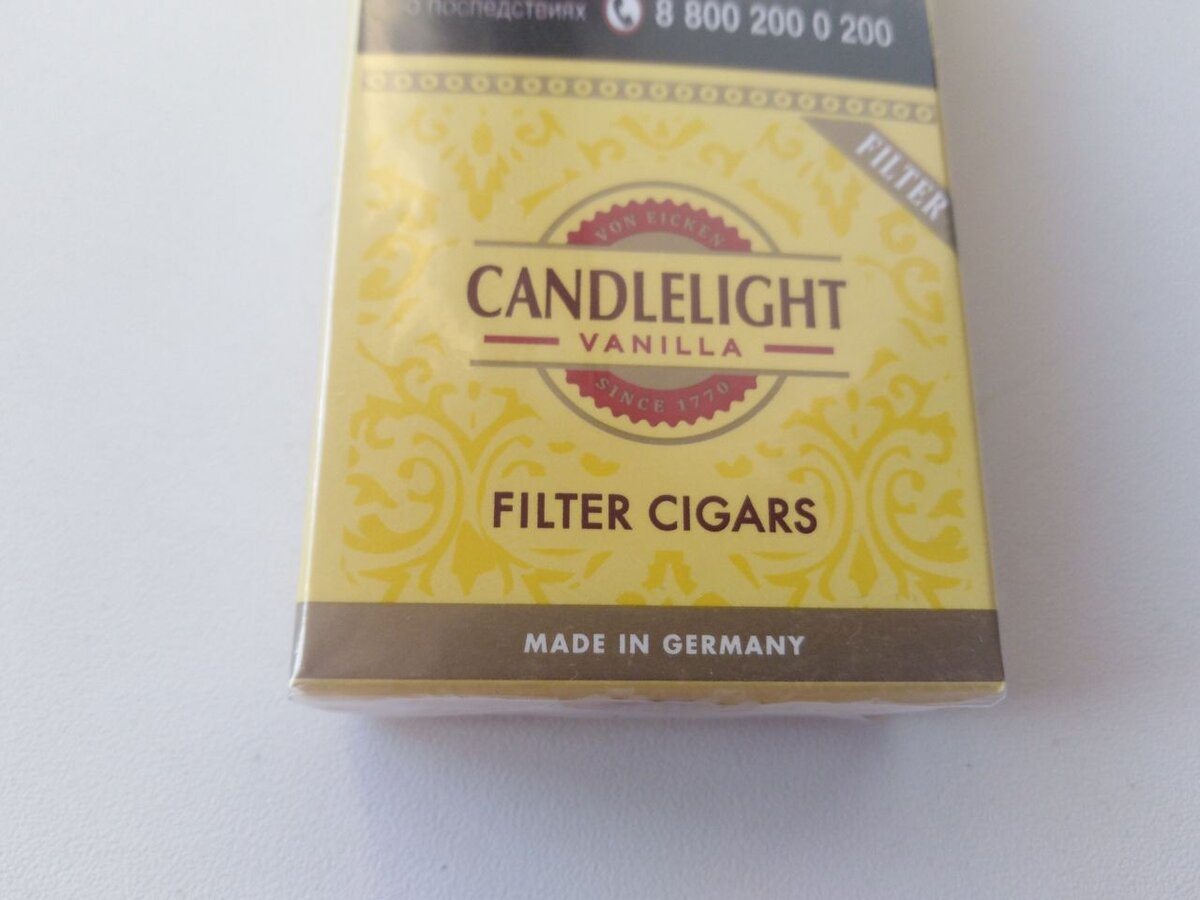 о последствиях 8 800 200 0 200
FILTER
VON EICKEN
CANDLELIGHT
VANILLA
SINCE 1770
FILTER CIGARS
MADE IN GERMANY